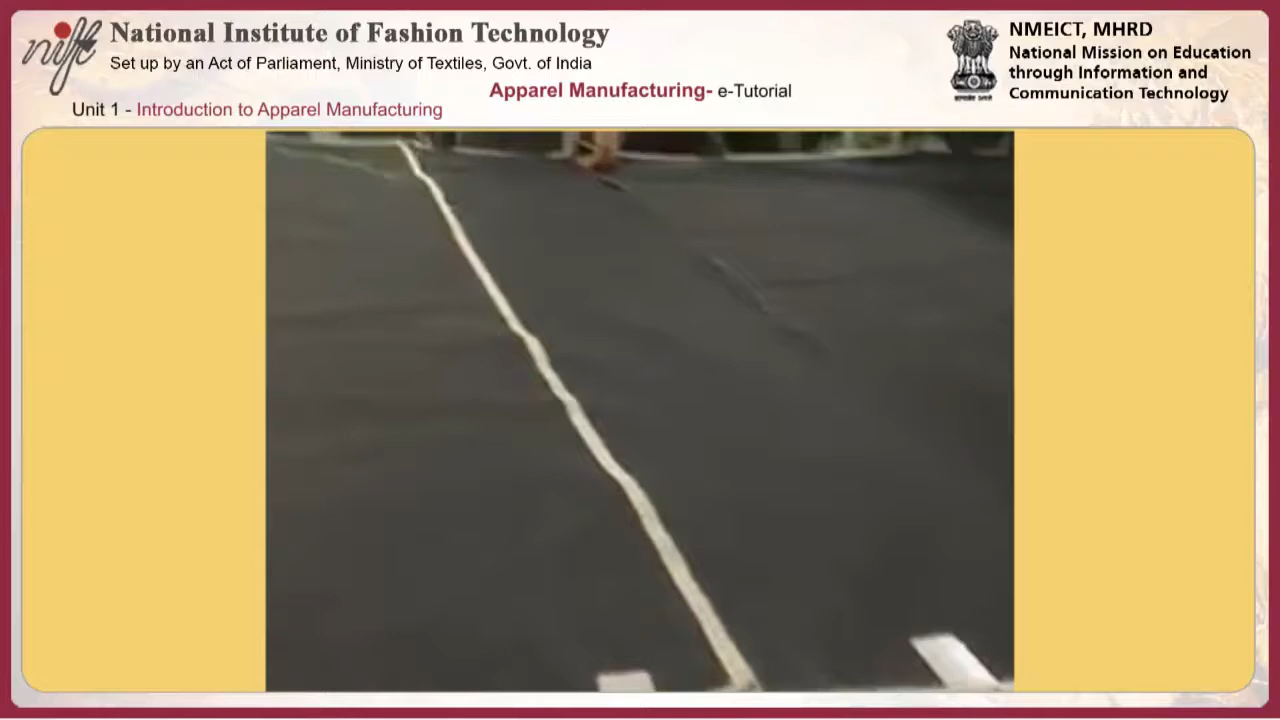 nift
National Institute of Fashion Technology
Set up by an Act of Parliament, Ministry of Textiles, Govt. of India
NMEICT, MHRD
National Mission on Education
through Information and
Communication Technology
Apparel Manufacturing- e-Tutorial
Unit 1 - Introduction to Apparel Manufacturing